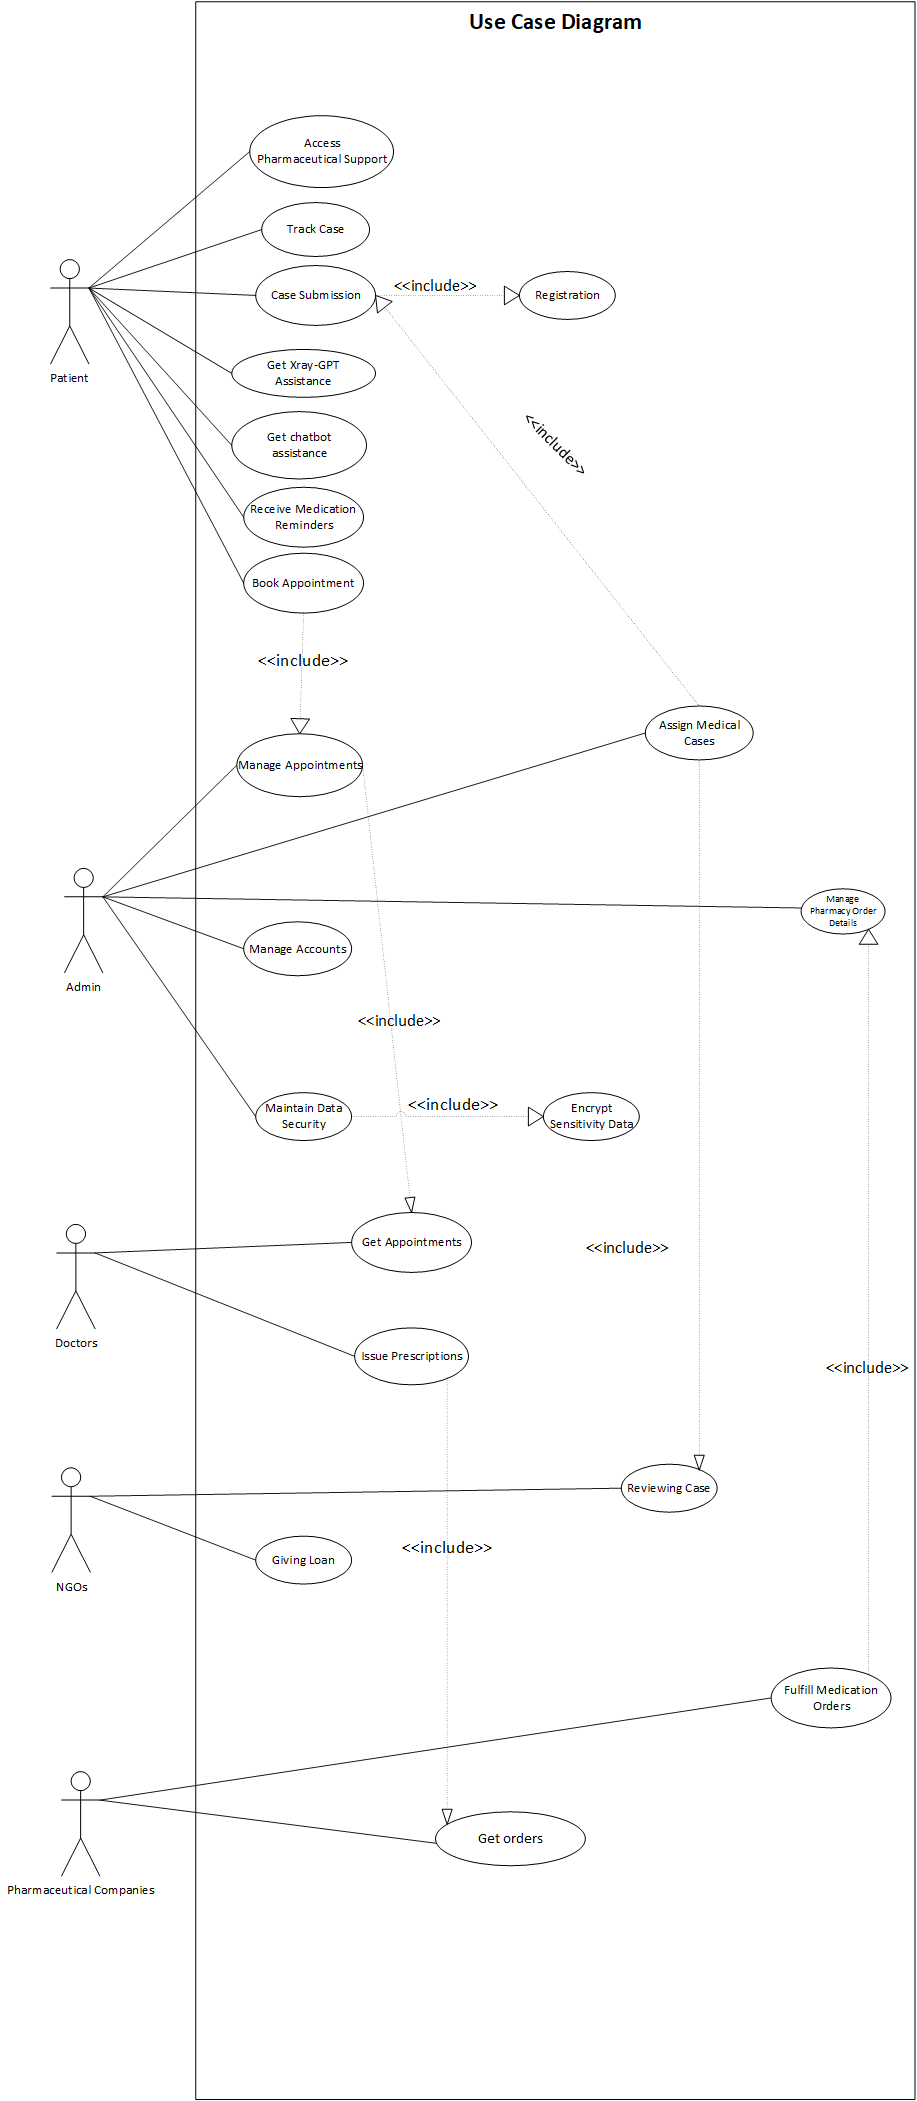 Use Case Diagram
Access
Pharmaceutical Support
Track Case
Case Submission
<<include>>
Registration
Patient
Get Xray-GPT
Assistance
Get chatbot
assistance
<<include>>
Receive Medication
Reminders
Book Appointment
<<include>>
Assign Medical
Cases
Manage Appointments
Admin
Manage
Pharmacy Order
Details
Manage Accounts
<<include>>
Maintain Data
Security
<<include>>
Encrypt
Sensitivity Data
Get Appointments
<<include>>
Doctors
Issue Prescriptions
<<include>>
Reviewing Case
NGOs
Giving Loan
<<include>>
Fulfill Medication
Orders
Get orders
Pharmaceutical Companies